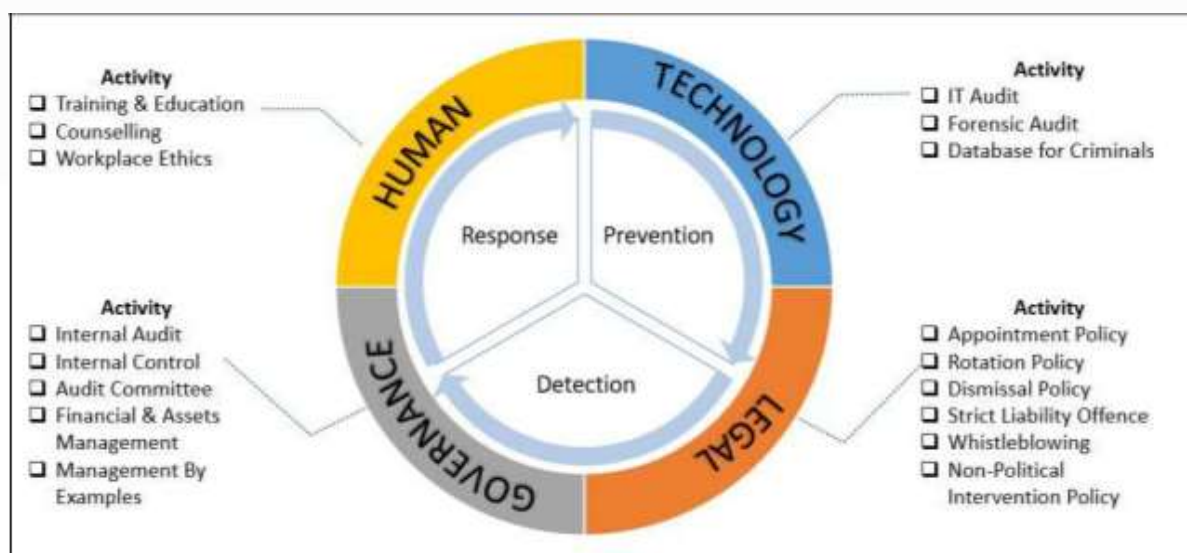 Activity
❑ Training & Education
❑ Counselling
❑ Workplace Ethics
HUMAN
TECHNOLOGY
Activity
❑ IT Audit
❑ Forensic Audit
❑ Database for Criminals
Response
Prevention
Detection
Activity
❑ Internal Audit
❑ Internal Control
❑ Audit Committee
❑ Financial & Assets
Management
❑ Management By
Examples
GOVERNANCE
LEGAL
Activity
❑ Appointment Policy
❑ Rotation Policy
❑ Dismissal Policy
❑ Strict Liability Offence
❑ Whistleblowing
❑ Non-Political
Intervention Policy